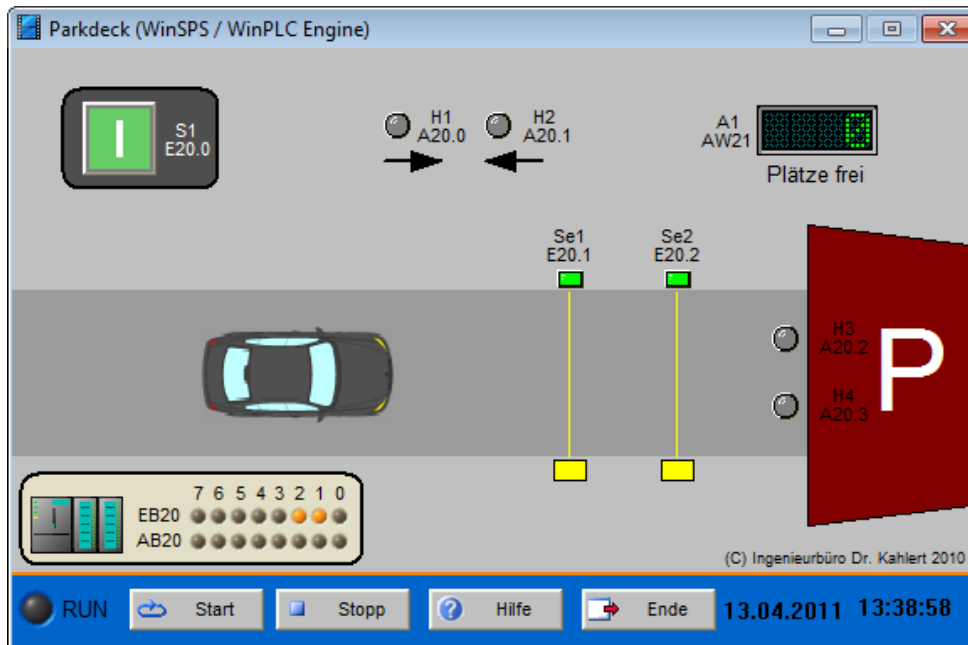 Parkdeck (WinSPS / WinPLC Engine)
I
S1
E20.0
H1
A20.0
H2
A20.1
A1
AW21
0
Plätze frei
Se1
E20.1
Se2
E20.2
H3
A20.2
H4
A20.3
P
7 6 5 4 3 2 1 0
EB20
AB20
(C) Ingenieurbüro Dr. Kahlert 2010
RUN
Start
Stopp
Hilfe
Ende
13.04.2011
13:38:58